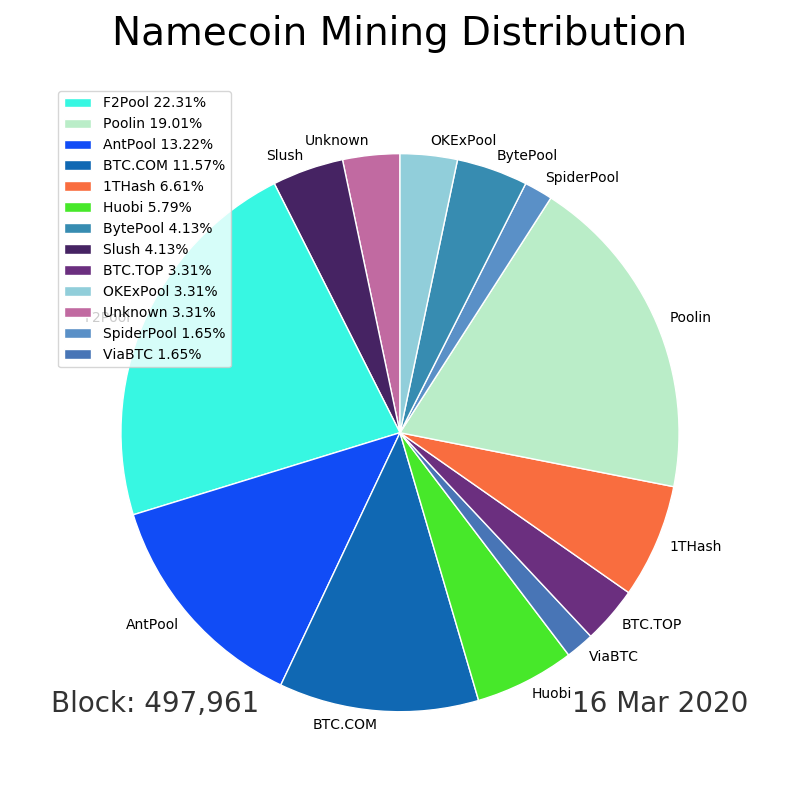 Namecoin Mining Distribution
F2Pool 22.31%
Poolin 19.01%
AntPool 13.22%
BTC.COM 11.57%
1THash 6.61%
Huobi 5.79%
BytePool 4.13%
Slush 4.13%
BTC.TOP 3.31%
OKExPool 3.31%
Unknown 3.31%
SpiderPool 1.65%
ViaBTC 1.65%
Unknown
OKExPool
Slush
BytePool
SpiderPool
F2Pool
Poolin
1THash
AntPool
BTC.TOP
ViaBTC
Huobi
BTC.COM
Block: 497,961
16 Mar 2020